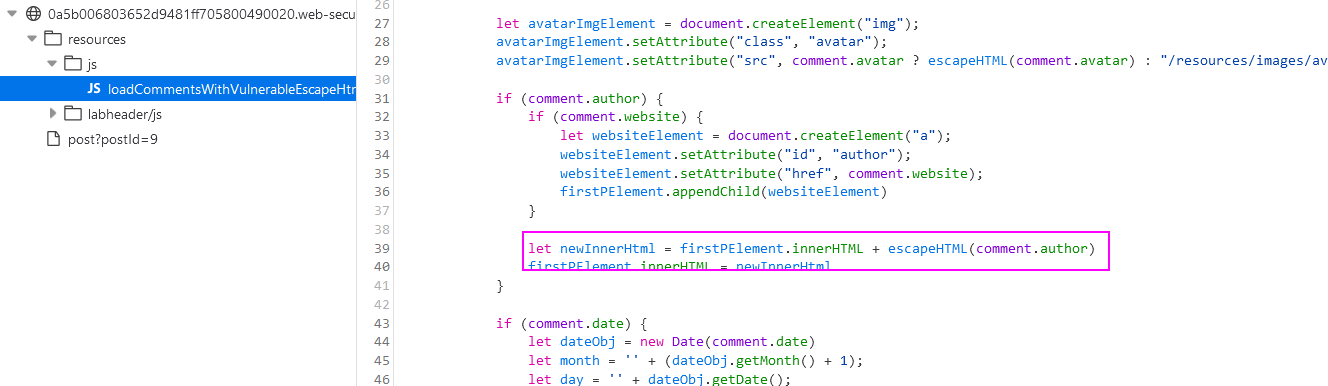 0a5b006803652d9481ff705800490020.web-secu
resources
js
JS loadCommentsWithVulnerableEscapeHtm
labheader/js
post?postId=9
26
27 let avatarImgElement = document.createElement("img");
28 avatarImgElement.setAttribute("class", "avatar");
29 avatarImgElement.setAttribute("src", comment.avatar ? escapeHTML(comment.avatar) : "/resources/images/av
30
31 if (comment.author) {
32 if (comment.website) {
33 let websiteElement = document.createElement("a");
34 websiteElement.setAttribute("id", "author");
35 websiteElement.setAttribute("href", comment.website);
36 firstPElement.appendChild(websiteElement)
37 }
38
39 let newInnerHtml = firstPElement.innerHTML + escapeHTML(comment.author)
40 firstPElement.innerHTML = newInnerHtml
41 }
42
43 if (comment.date) {
44 let dateObj = new Date(comment.date)
45 let month = '' + (dateObj.getMonth() + 1);
46 let day = '' + dateObj.getDate();